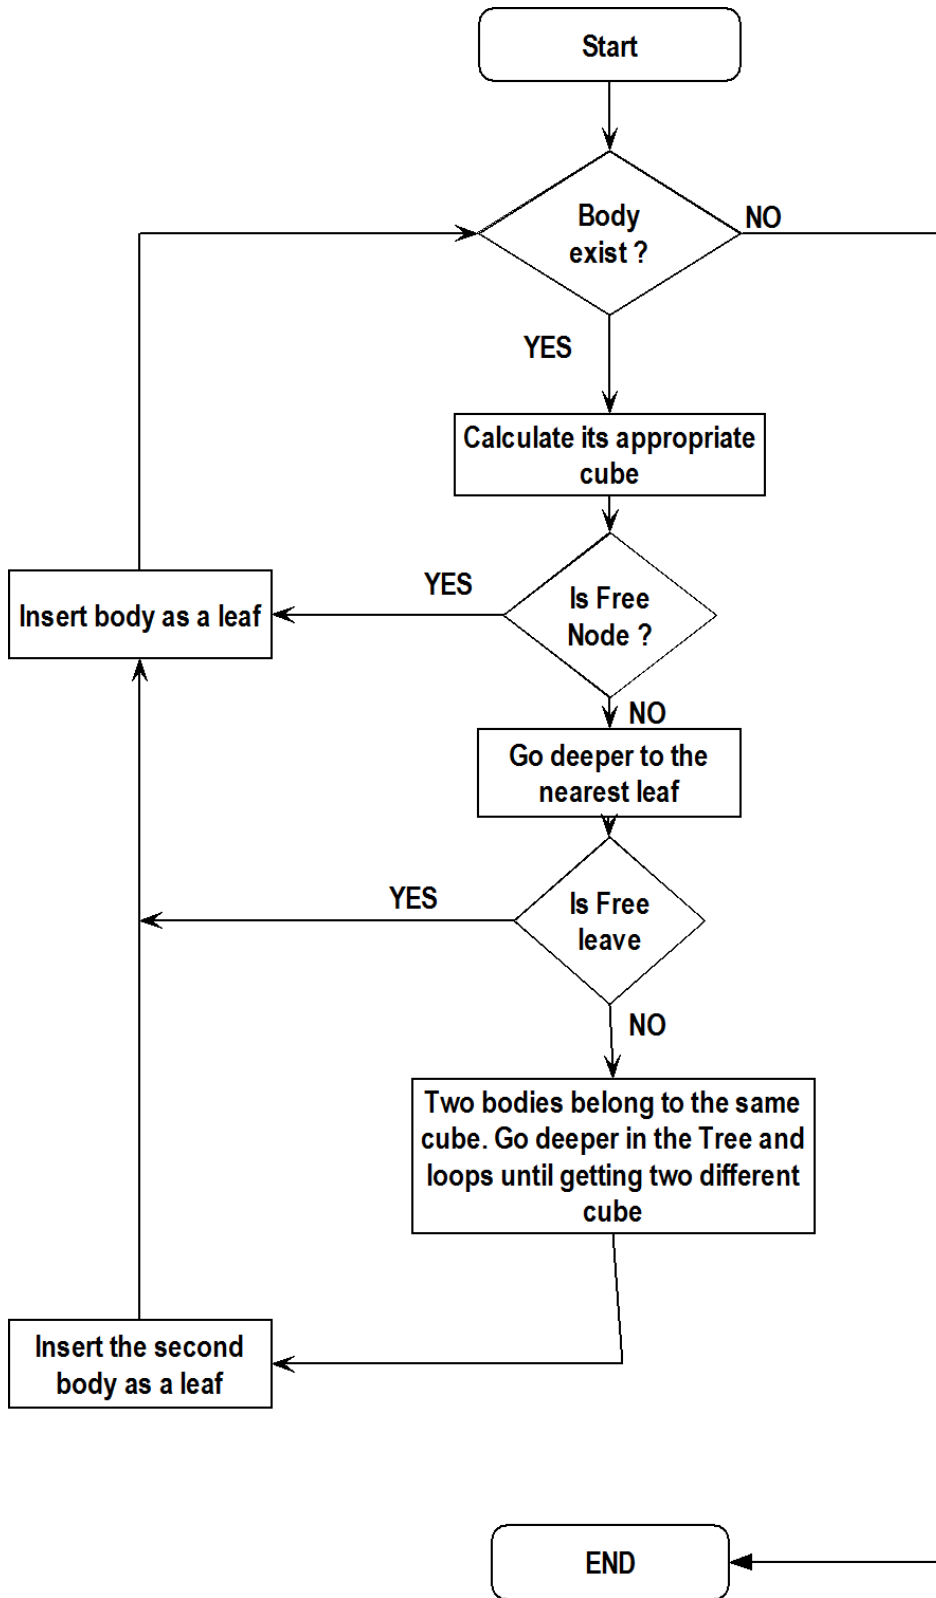 Start
Body
exist ?
NO
YES
Calculate its appropriate
cube
YES
Is Free
Node ?
Insert body as a leaf
NO
Go deeper to the
nearest leaf
YES
Is Free
leave
NO
Two bodies belong to the same
cube. Go deeper in the Tree and
loops until getting two different
cube
Insert the second
body as a leaf
END